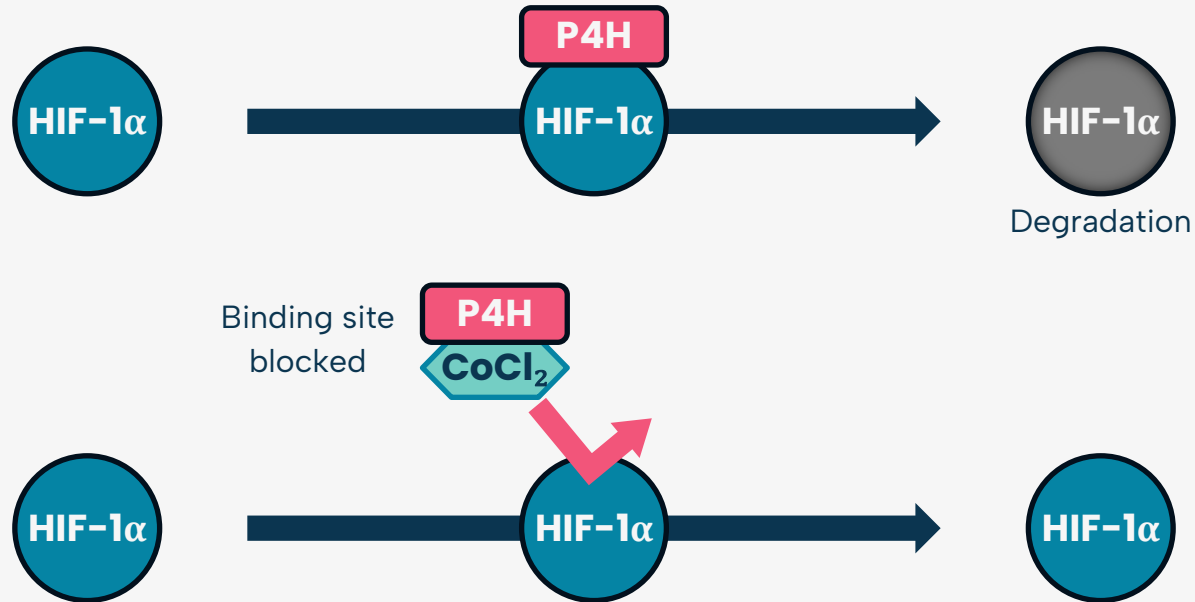 P4H
HIF-1α
HIF-1α
HIF-1α
Degradation
Binding site
blocked
P4H
CoCl₂
HIF-1α
HIF-1α
HIF-1α